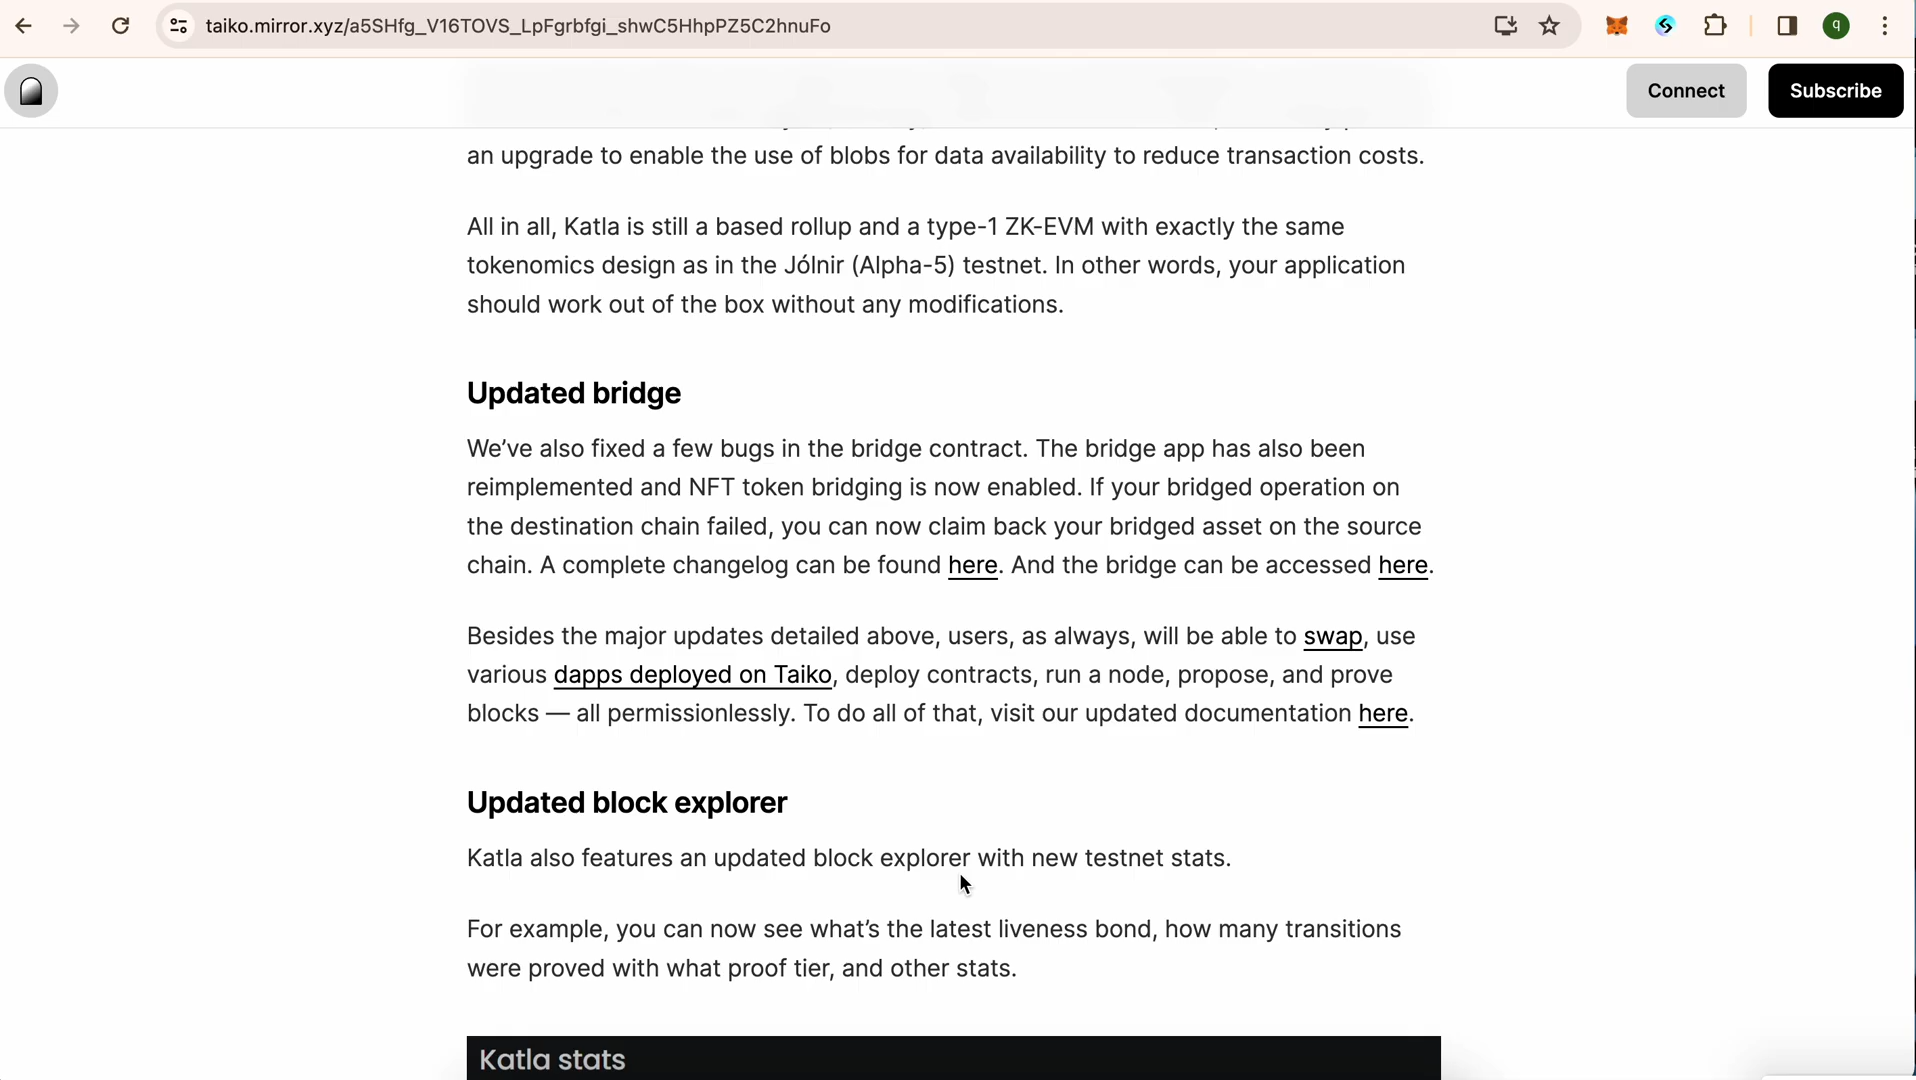 taiko.mirror.xyz/a5SHfg_V16TOVS_LpFgrbfgi_shwC5HhpPZ5C2hnuFo
q
Connect
Subscribe
an upgrade to enable the use of blobs for data availability to reduce transaction costs.
All in all, Katla is still a based rollup and a type-1 ZK-EVM with exactly the same
tokenomics design as in the Jólnir (Alpha-5) testnet. In other words, your application
should work out of the box without any modifications.
Updated bridge
We’ve also fixed a few bugs in the bridge contract. The bridge app has also been
reimplemented and NFT token bridging is now enabled. If your bridged operation on
the destination chain failed, you can now claim back your bridged asset on the source
chain. A complete changelog can be found here. And the bridge can be accessed here.
Besides the major updates detailed above, users, as always, will be able to swap, use
various dapps deployed on Taiko, deploy contracts, run a node, propose, and prove
blocks — all permissionlessly. To do all of that, visit our updated documentation here.
Updated block explorer
Katla also features an updated block explorer with new testnet stats.
For example, you can now see what’s the latest liveness bond, how many transitions
were proved with what proof tier, and other stats.
Katla stats